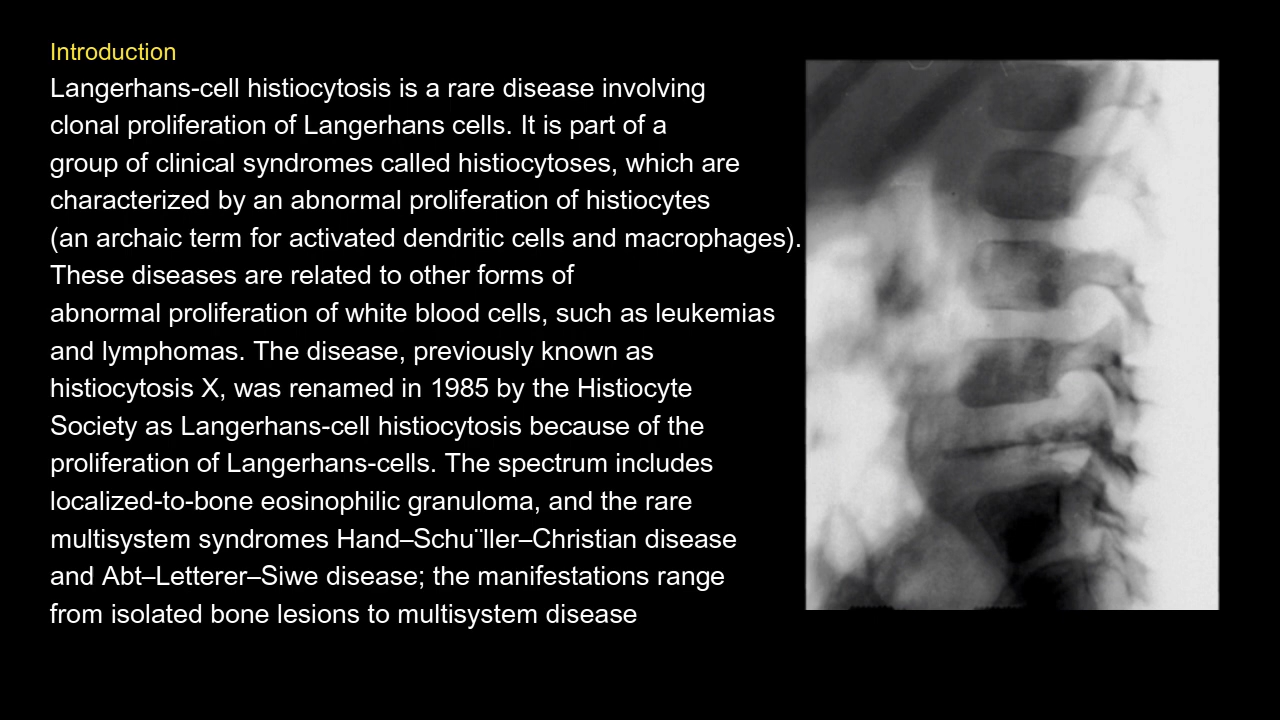 Introduction
Langerhans-cell histiocytosis is a rare disease involving
clonal proliferation of Langerhans cells. It is part of a
group of clinical syndromes called histiocytoses, which are
characterized by an abnormal proliferation of histiocytes
(an archaic term for activated dendritic cells and macrophages).
These diseases are related to other forms of
abnormal proliferation of white blood cells, such as leukemias
and lymphomas. The disease, previously known as
histiocytosis X, was renamed in 1985 by the Histiocyte
Society as Langerhans-cell histiocytosis because of the
proliferation of Langerhans-cells. The spectrum includes
localized-to-bone eosinophilic granuloma, and the rare
multisystem syndromes Hand–Schu¨ller–Christian disease
and Abt–Letterer–Siwe disease; the manifestations range
from isolated bone lesions to multisystem disease